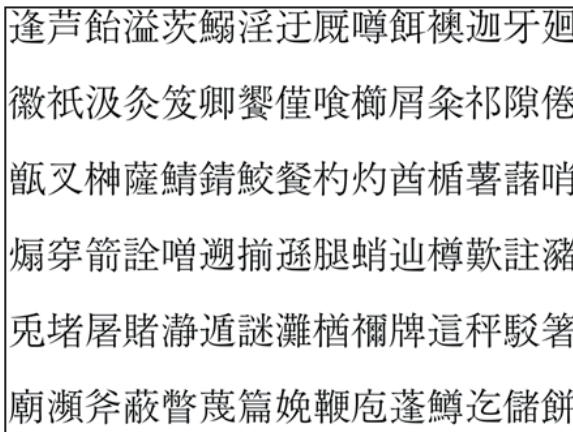 逢芦飴溢茨鰯淫迂厩噂餌襖迦牙廻
徽祇汲灸笈卿饗僅喰櫛屑粂祁隙倦
甑叉榊薩鯖錆鮫餐杓灼酋楯薯藷哨
煽穿箭詮噌遡揃遜腿蛸辿樽歎註瀦
兎堵屠賭瀞遁謎灘楢禰牌這秤駁箸
廟瀕斧蔽瞥蔑篇娩鞭庖蓬鱒迄儲餅